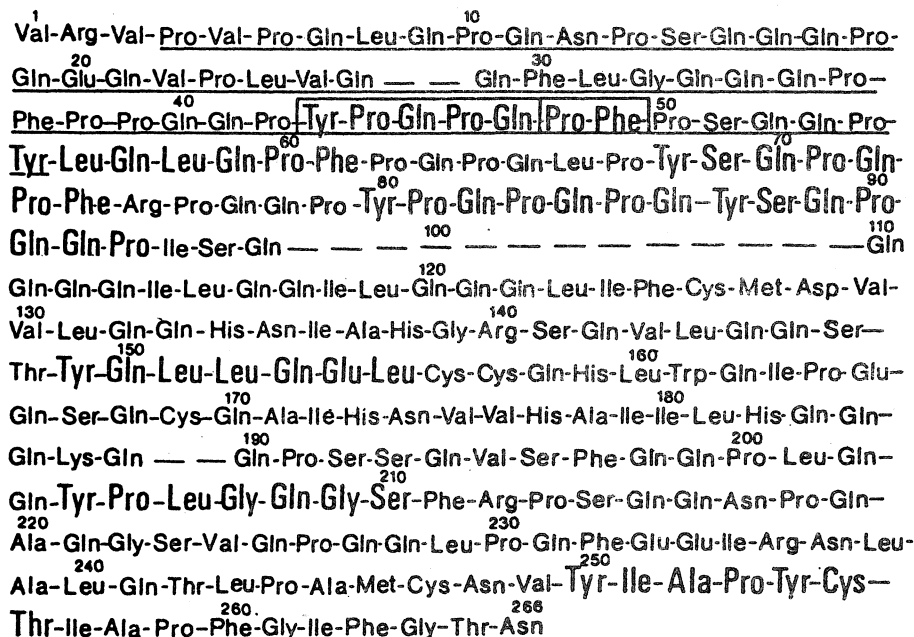 1 10
Val-Arg-Val-Pro-Val-Pro-Gln-Leu-Gln-Pro-Gln-Asn-Pro-Ser-Gln-Gln-Gln-Pro-
20 30
Gln-Glu-Gln-Val-Pro-Leu-Val-Gln — — Gln-Phe-Leu-Gly-Gln-Gln-Gln-Pro—
40 50
Phe-Pro-Pro-Gln-Gln-Pro-Tyr-Pro-Gln-Pro-Gln-Pro-Phe-Pro-Ser-Gln-Gln-Pro-
60 70
Tyr-Leu-Gln-Leu-Gln-Pro-Phe-Pro-Gln-Pro-Gln-Leu-Pro-Tyr-Ser-Gln-Pro-Gln-
80 90
Pro-Phe-Arg-Pro-Gln-Gln-Pro-Tyr-Pro-Gln-Pro-Gln-Pro-Gln—Tyr-Ser-Gln-Pro-
100 110
Gln-Gln-Pro-Ile-Ser-Gln — — — — — — — — — — — — — Gln
120
Gln-Gln-Gln-Ile-Leu-Gln-Gln-Ile-Leu-Gln-Gln-Gln-Leu-Ile-Phe-Cys-Met-Asp-Val-
130 140
Val-Leu-Gln-Gln-His-Asn-Ile-Ala-His-Gly-Arg-Ser-Gln-Val-Leu-Gln-Gln-Ser—
150 160
Thr-Tyr-Gln-Leu-Leu-Gln-Glu-Leu-Cys-Cys-Gln-His-Leu-Trp-Gln-Ile-Pro-Glu-
170 180
Gln-Ser-Gln-Cys-Gln-Ala-Ile-His-Asn-Val-Val-His-Ala-Ile-Ile-Leu-His-Gln-Gln-
190 200
Gln-Lys-Gln — — Gln-Pro-Ser-Ser-Gln-Val-Ser-Phe-Gln-Gln-Pro-Leu-Gln-
210
Gln-Tyr-Pro-Leu-Gly-Gln-Gly-Ser-Phe-Arg-Pro-Ser-Gln-Gln-Asn-Pro-Gln—
220 230
Ala-Gln-Gly-Ser-Val-Gln-Pro-Gln-Gln-Leu-Pro-Gln-Phe-Glu-Glu-Ile-Arg-Asn-Leu-
240 250
Ala-Leu-Gln-Thr-Leu-Pro-Ala-Met-Cys-Asn-Val-Tyr-Ile-Ala-Pro-Tyr-Cys—
260 266
Thr-Ile-Ala-Pro-Phe-Gly-Ile-Phe-Gly-Thr-Asn